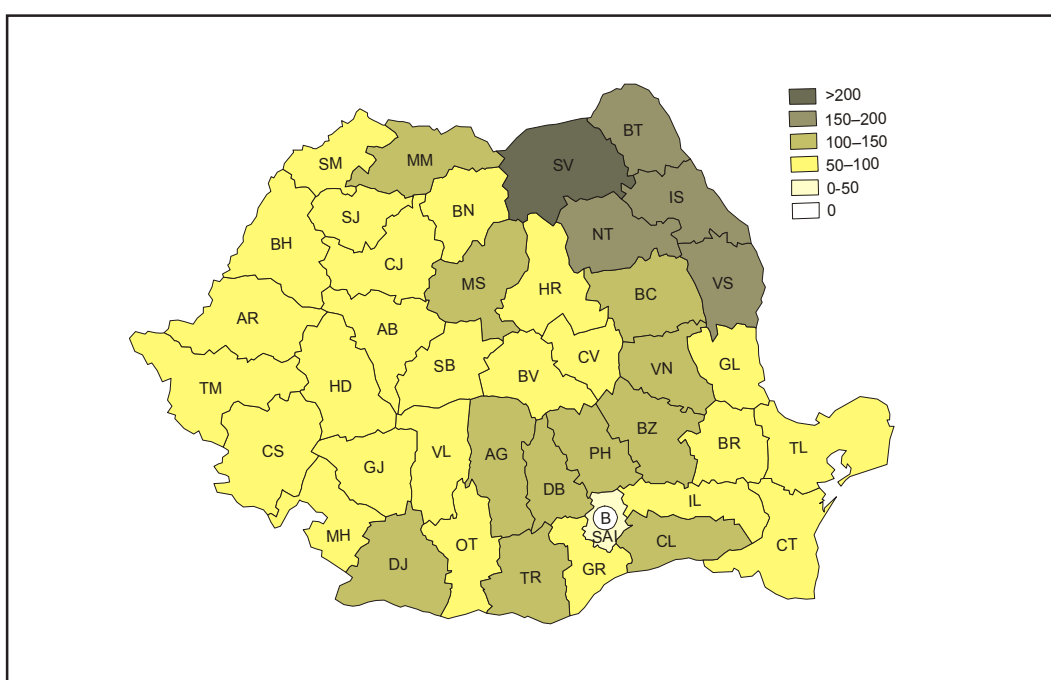 >200
150–200
100–150
50–100
0-50
0
BT
SV
MM
SM
IS
BN
SJ
NT
BH
CJ
VS
MS
HR
BC
AR
AB
CV
GL
SB
VN
BV
TM
HD
BZ
BR
TL
CS
VL
AG
PH
GJ
DB
IL
B
SAI
MH
OT
CL
CT
DJ
GR
TR